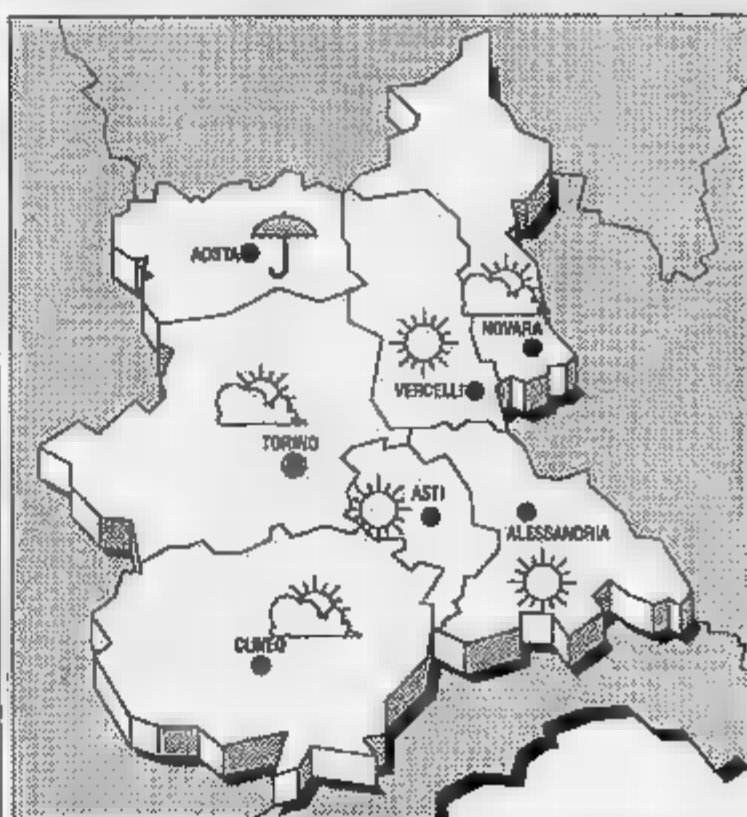 AOSTA
NOVARA
VERCELLI
TORINO
ASTI
ALESSANDRIA
CUNEO